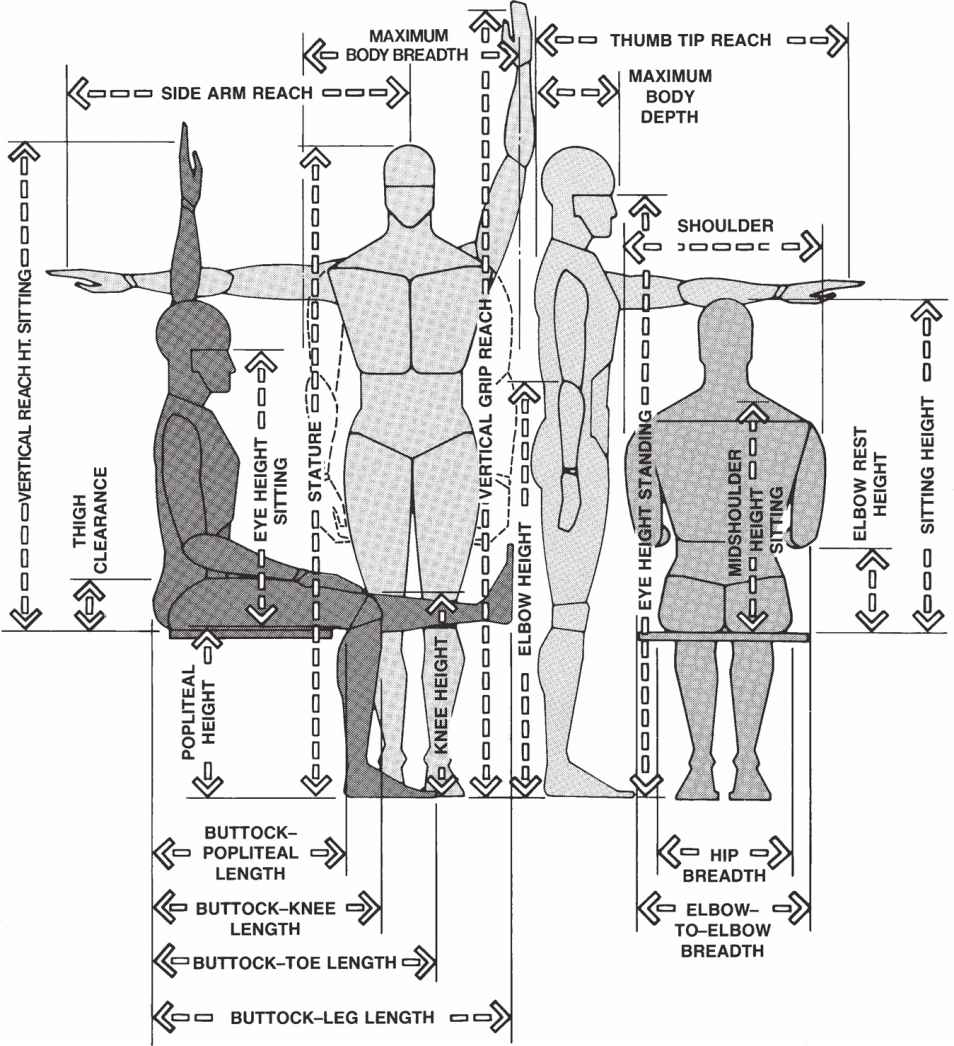 MAXIMUM
BODY BREADTH
THUMB TIP REACH
SIDE ARM REACH
MAXIMUM
BODY
DEPTH
SHOULDER
VERTICAL REACH HT. SITTING
THIGH
CLEARANCE
EYE HEIGHT
SITTING
STATURE
VERTICAL GRIP REACH
ELBOW HEIGHT
EYE HEIGHT STANDING
MIDSHOULDER
HEIGHT
SITTING
ELBOW REST
HEIGHT
SITTING HEIGHT
POPLITEAL
HEIGHT
KNEE HEIGHT
BUTTOCK–
POPLITEAL
LENGTH
HIP
BREADTH
BUTTOCK–KNEE
LENGTH
ELBOW–
TO–ELBOW
BREADTH
BUTTOCK–TOE LENGTH
BUTTOCK–LEG LENGTH